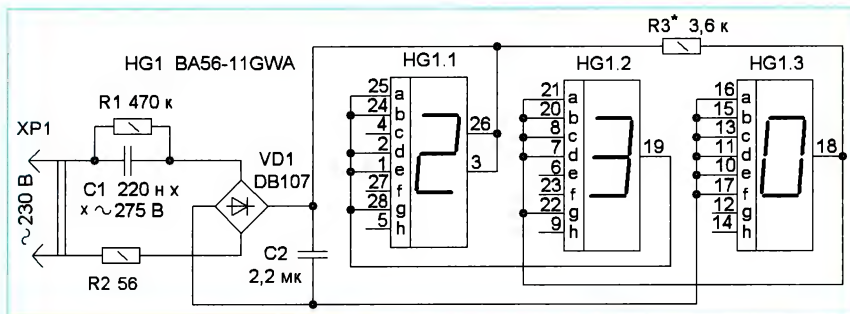 R3* 3,6 к
HG1 BA56-11GWA
HG1.1
HG1.2
HG1.3
R1 470 к
XP1
C1 220 н х
х ~275 В
VD1
DB107
~230 В
R2 56
C2
2,2 мк
25 a
24 b
4 c
2 d
1 e
27 f
28 g
5 h
26
3
21 a
20 b
8 c
7 d
6 e
23 f
22 g
9 h
19
16 a
15 b
13 c
11 d
10 e
17 f
12 g
14 h
18